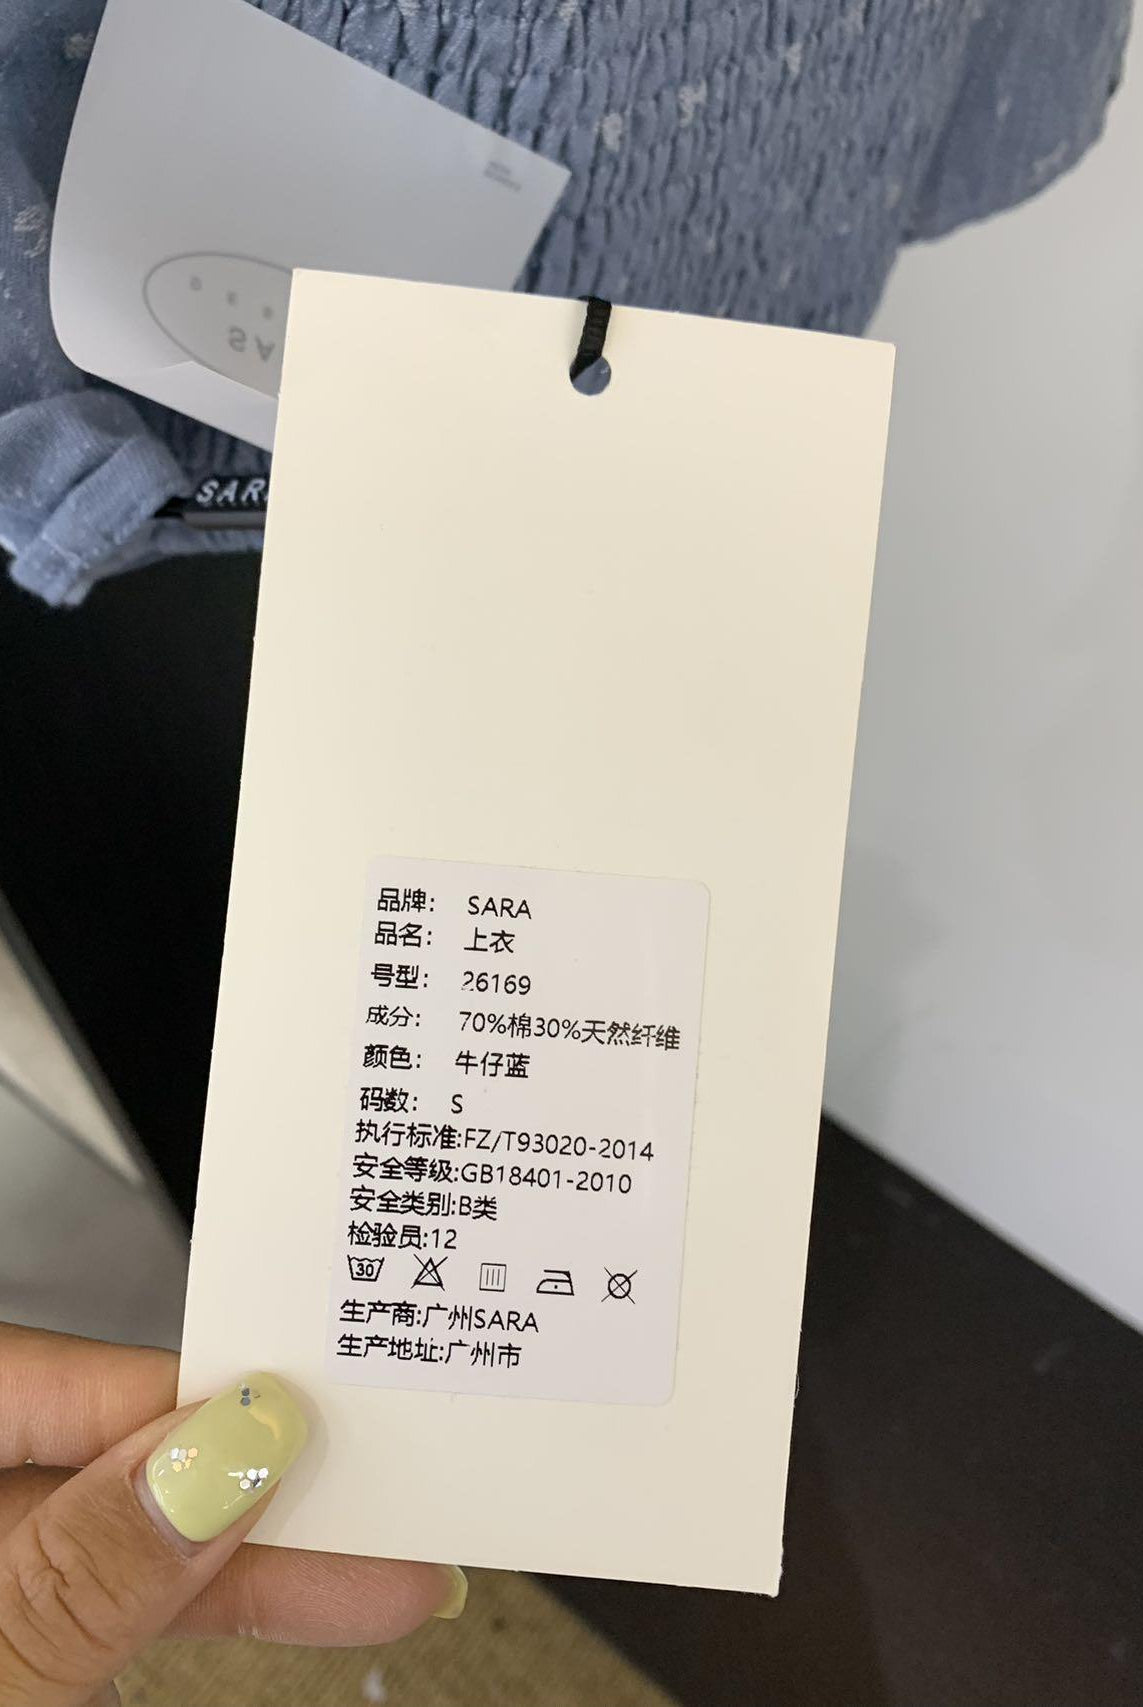 SAR
品牌: SARA
品名: 上衣
号型: 26169
成分: 70%棉30%天然纤维
颜色: 牛仔蓝
码数: S
执行标准:FZ/T93020-2014
安全等级:GB18401-2010
安全类别:B类
检验员:12
30
生产商:广州SARA
生产地址:广州市